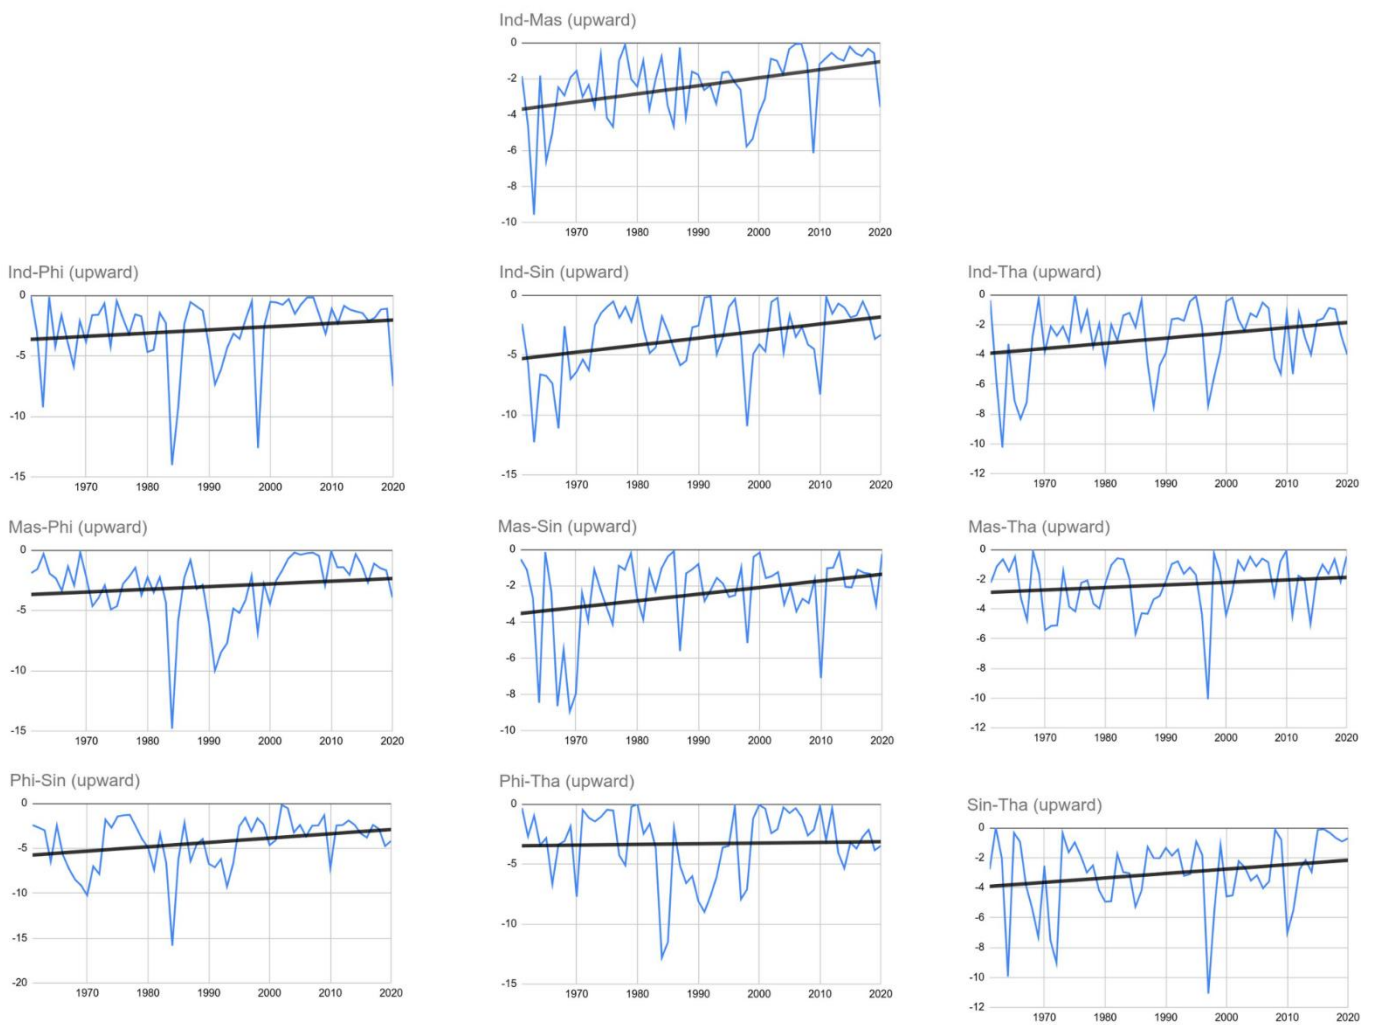 Ind-Mas (upward)
0
-2
-4
-6
-8
-10
1970 1980 1990 2000 2010 2020
Ind-Phi (upward)
0
-5
-10
-15
1970 1980 1990 2000 2010 2020
Ind-Sin (upward)
0
-5
-10
-15
1970 1980 1990 2000 2010 2020
Ind-Tha (upward)
0
-2
-4
-6
-8
-10
-12
1970 1980 1990 2000 2010 2020
Mas-Phi (upward)
0
-5
-10
-15
1970 1980 1990 2000 2010 2020
Mas-Sin (upward)
0
-2
-4
-6
-8
-10
1970 1980 1990 2000 2010 2020
Mas-Tha (upward)
0
-2
-4
-6
-8
-10
-12
1970 1980 1990 2000 2010 2020
Phi-Sin (upward)
0
-5
-10
-15
-20
1970 1980 1990 2000 2010 2020
Phi-Tha (upward)
0
-5
-10
-15
1970 1980 1990 2000 2010 2020
Sin-Tha (upward)
0
-2
-4
-6
-8
-10
-12
1970 1980 1990 2000 2010 2020